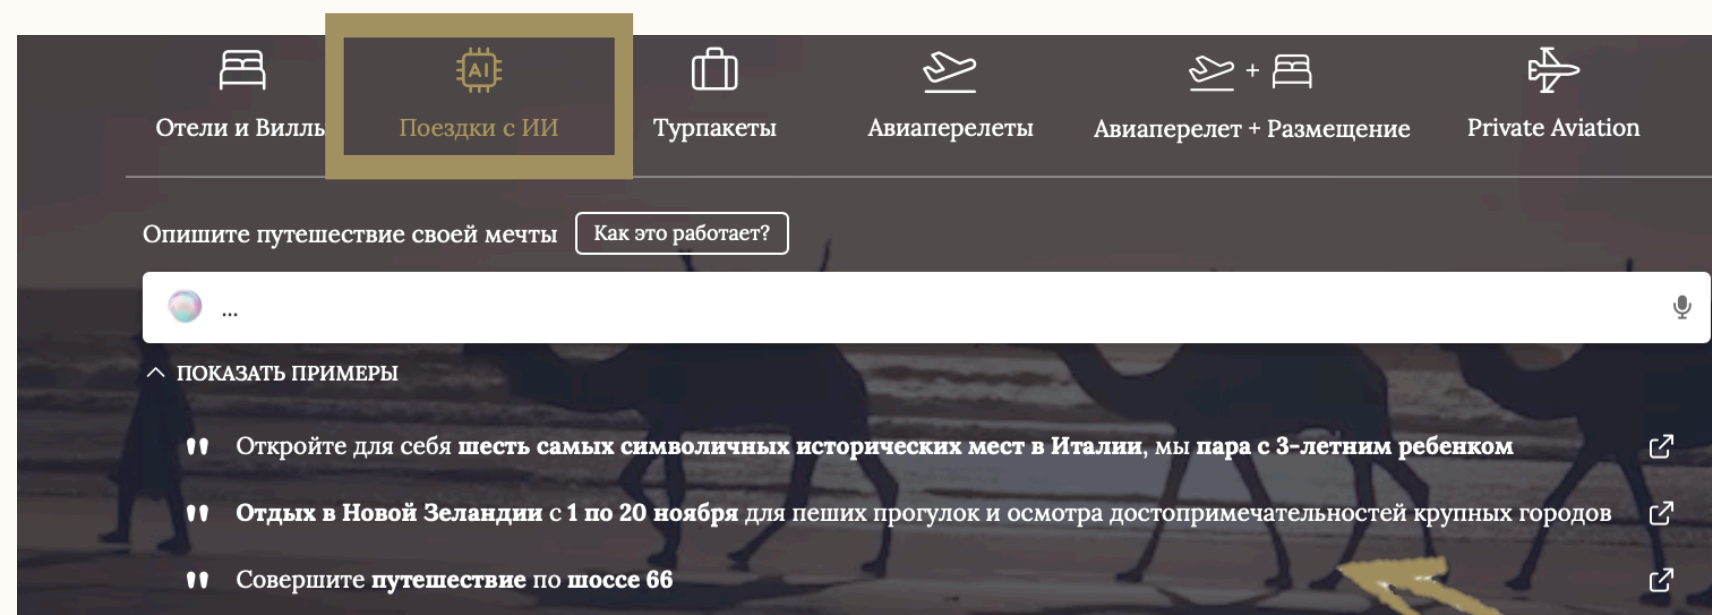 AI
Отели и Виллы
Поездки с ИИ
Турпакеты
Авиаперелеты
+
Авиаперелет + Размещение
Private Aviation
Опишите путешествие своей мечты
Как это работает?
...
ПОКАЗАТЬ ПРИМЕРЫ
" Откройте для себя шесть самых символичных исторических мест в Италии, мы пара с 3-летним ребенком
" Отдых в Новой Зеландии с 1 по 20 ноября для пеших прогулок и осмотра достопримечательностей крупных городов
" Совершите путешествие по шоссе 66